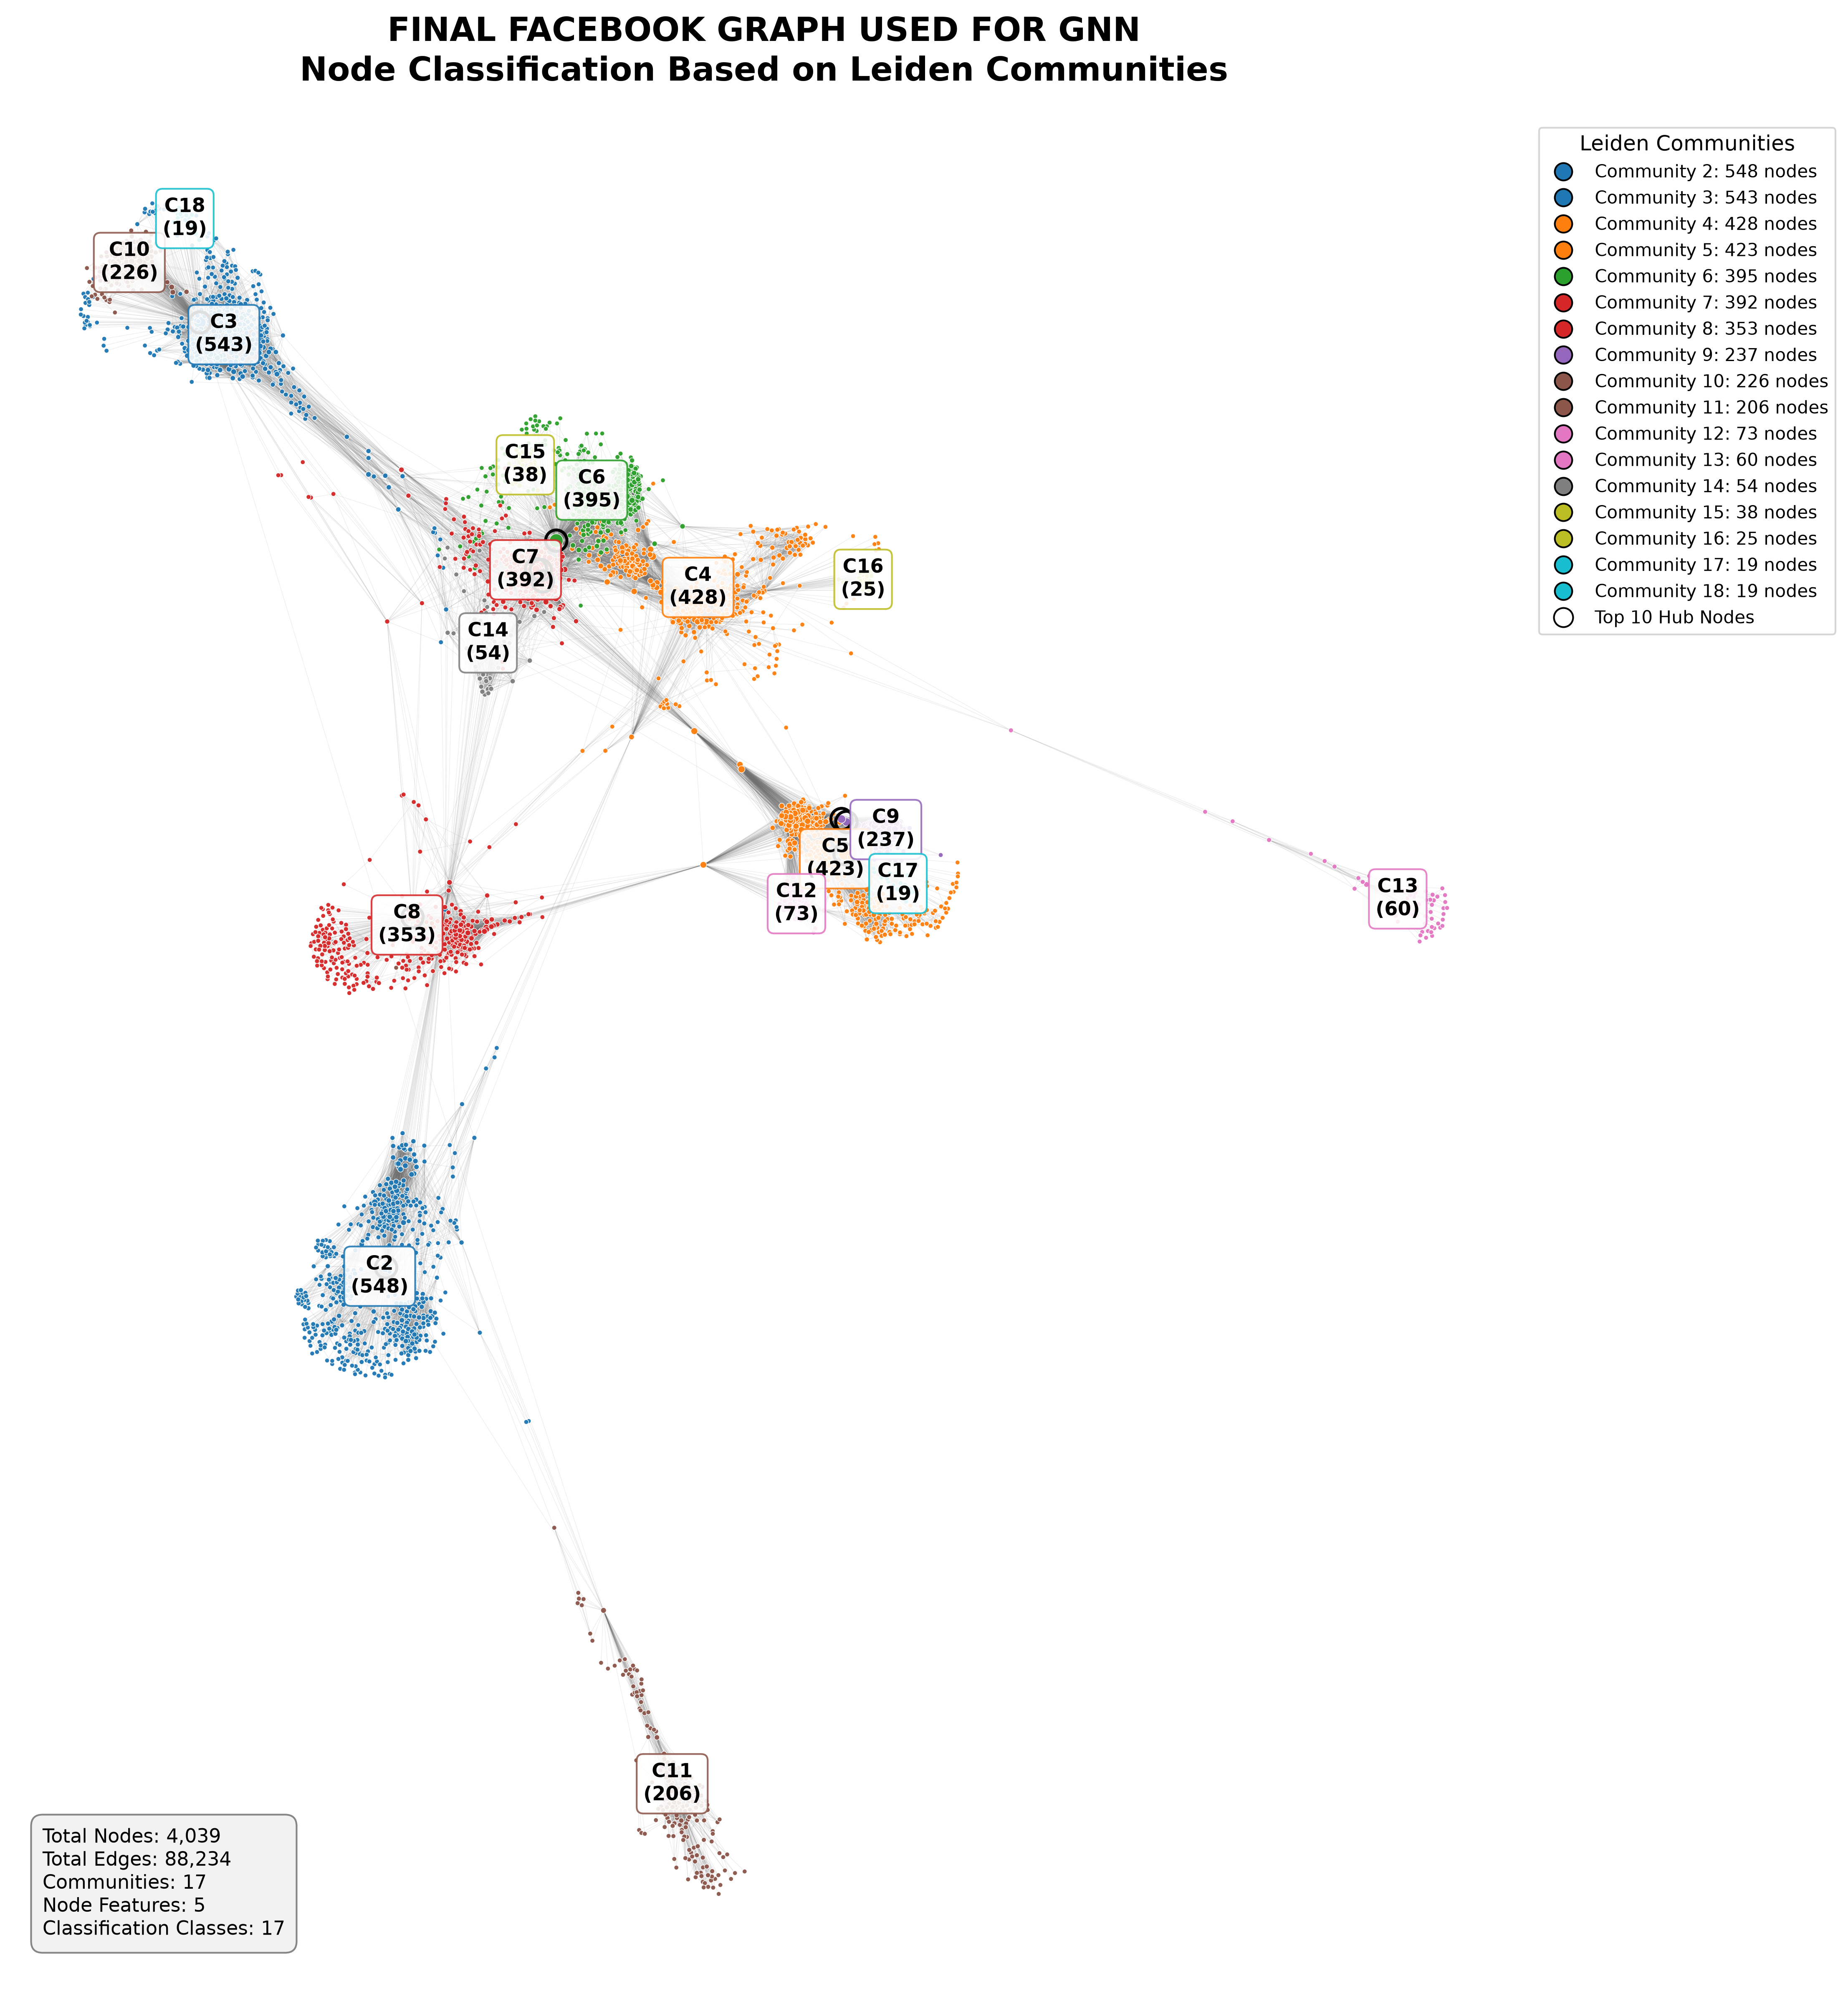 FINAL FACEBOOK GRAPH USED FOR GNN
Node Classification Based on Leiden Communities
Leiden Communities
Community 2: 548 nodes
Community 3: 543 nodes
Community 4: 428 nodes
Community 5: 423 nodes
Community 6: 395 nodes
Community 7: 392 nodes
Community 8: 353 nodes
Community 9: 237 nodes
Community 10: 226 nodes
Community 11: 206 nodes
Community 12: 73 nodes
Community 13: 60 nodes
Community 14: 54 nodes
Community 15: 38 nodes
Community 16: 25 nodes
Community 17: 19 nodes
Community 18: 19 nodes
Top 10 Hub Nodes
C18
(19)
C10
(226)
C3
(543)
C15
(38)
C6
(395)
C7
(392)
C4
(428)
C16
(25)
C14
(54)
C9
(237)
C5
(423)
C17
(19)
C12
(73)
C13
(60)
C8
(353)
C2
(548)
C11
(206)
Total Nodes: 4,039
Total Edges: 88,234
Communities: 17
Node Features: 5
Classification Classes: 17